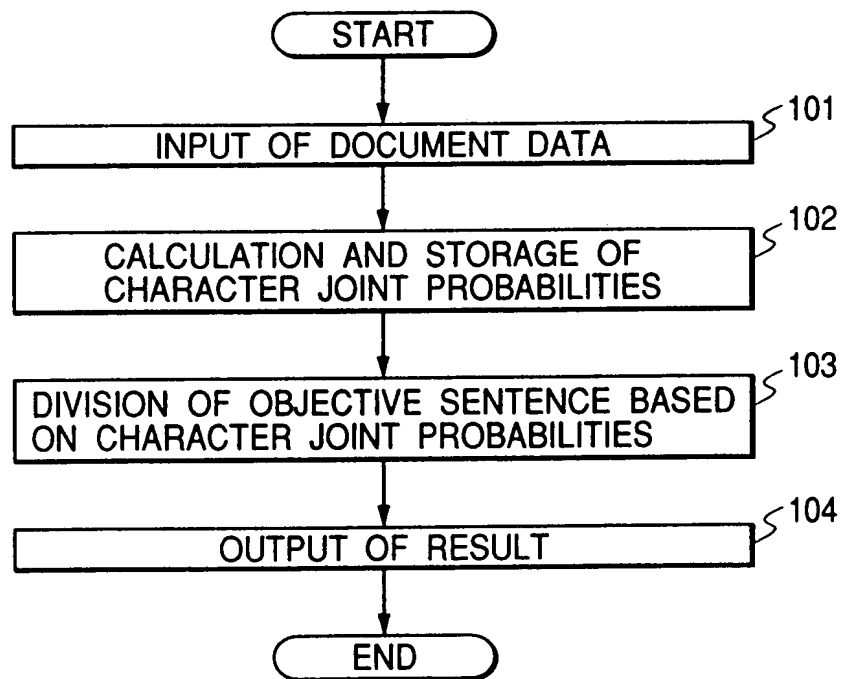 START
101
INPUT OF DOCUMENT DATA
102
CALCULATION AND STORAGE OF
CHARACTER JOINT PROBABILITIES
103
DIVISION OF OBJECTIVE SENTENCE BASED
ON CHARACTER JOINT PROBABILITIES
104
OUTPUT OF RESULT
END